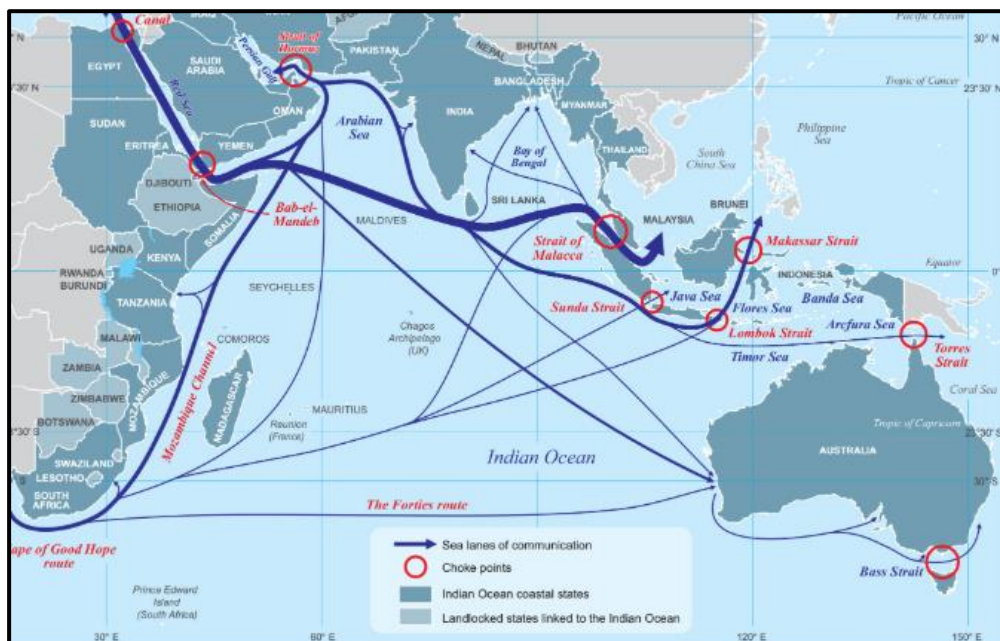 Canal
IRAQ
IRAN
AFG
Pacific Ocean
30° N
Strait of
Hormuz
PAKISTAN
NEPAL
BHUTAN
EGYPT
SAUDI
ARABIA
Persian Gulf
BANGLADESH
Tropic of Cancer
23°30' N
Red Sea
OMAN
INDIA
MYANMAR
SUDAN
Arabian
Sea
Philippine
Sea
ERITREA
YEMEN
THAILAND
South
China Sea
Bay of
Bengal
DJIBOUTI
ETHIOPIA
Bab-el-
Mandeb
SRI LANKA
BRUNEI
MALDIVES
MALAYSIA
SOMALIA
Strait of
Malacca
Makassar Strait
UGANDA
KENYA
Equator
RWANDA
BURUNDI
INDONESIA
SEYCHELLES
Java Sea
Banda Sea
TANZANIA
Sunda Strait
Flores Sea
Chagos
Archipelago
(UK)
Arcfura Sea
Lombok Strait
MALAWI
COMOROS
Torres
Strait
Timor Sea
ZAMBIA
Mozambique Channel
MOZAMBIQUE
MADAGASCAR
Coral Sea
ZIMBABWE
MAURITIUS
BOTSWANA
Reunion
(France)
Tropic of Capricorn
23°30' S
AUSTRALIA
Indian Ocean
SWAZILAND
LESOTHO
30° S
SOUTH
AFRICA
The Forties route
ape of Good Hope
route
Sea lanes of communication
Choke points
Bass Strait
Indian Ocean coastal states
Prince Edward
Island
(South Africa)
Landlocked states linked to the Indian Ocean
30° E
60° E
120° E
150° E